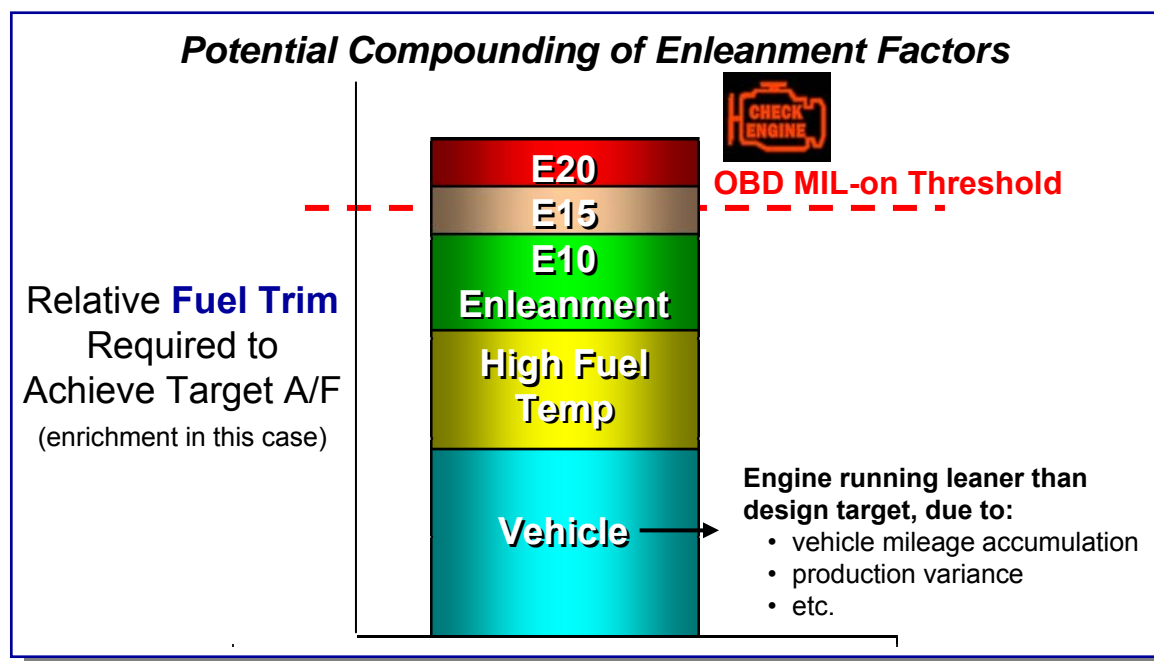 Potential Compounding of Enleanment Factors
CHECK
ENGINE
E20
OBD MIL-on Threshold
E15
E10
Enleanment
Relative Fuel Trim
Required to
Achieve Target A/F
(enrichment in this case)
High Fuel
Temp
Vehicle
Engine running leaner than
design target, due to:
• vehicle mileage accumulation
• production variance
• etc.